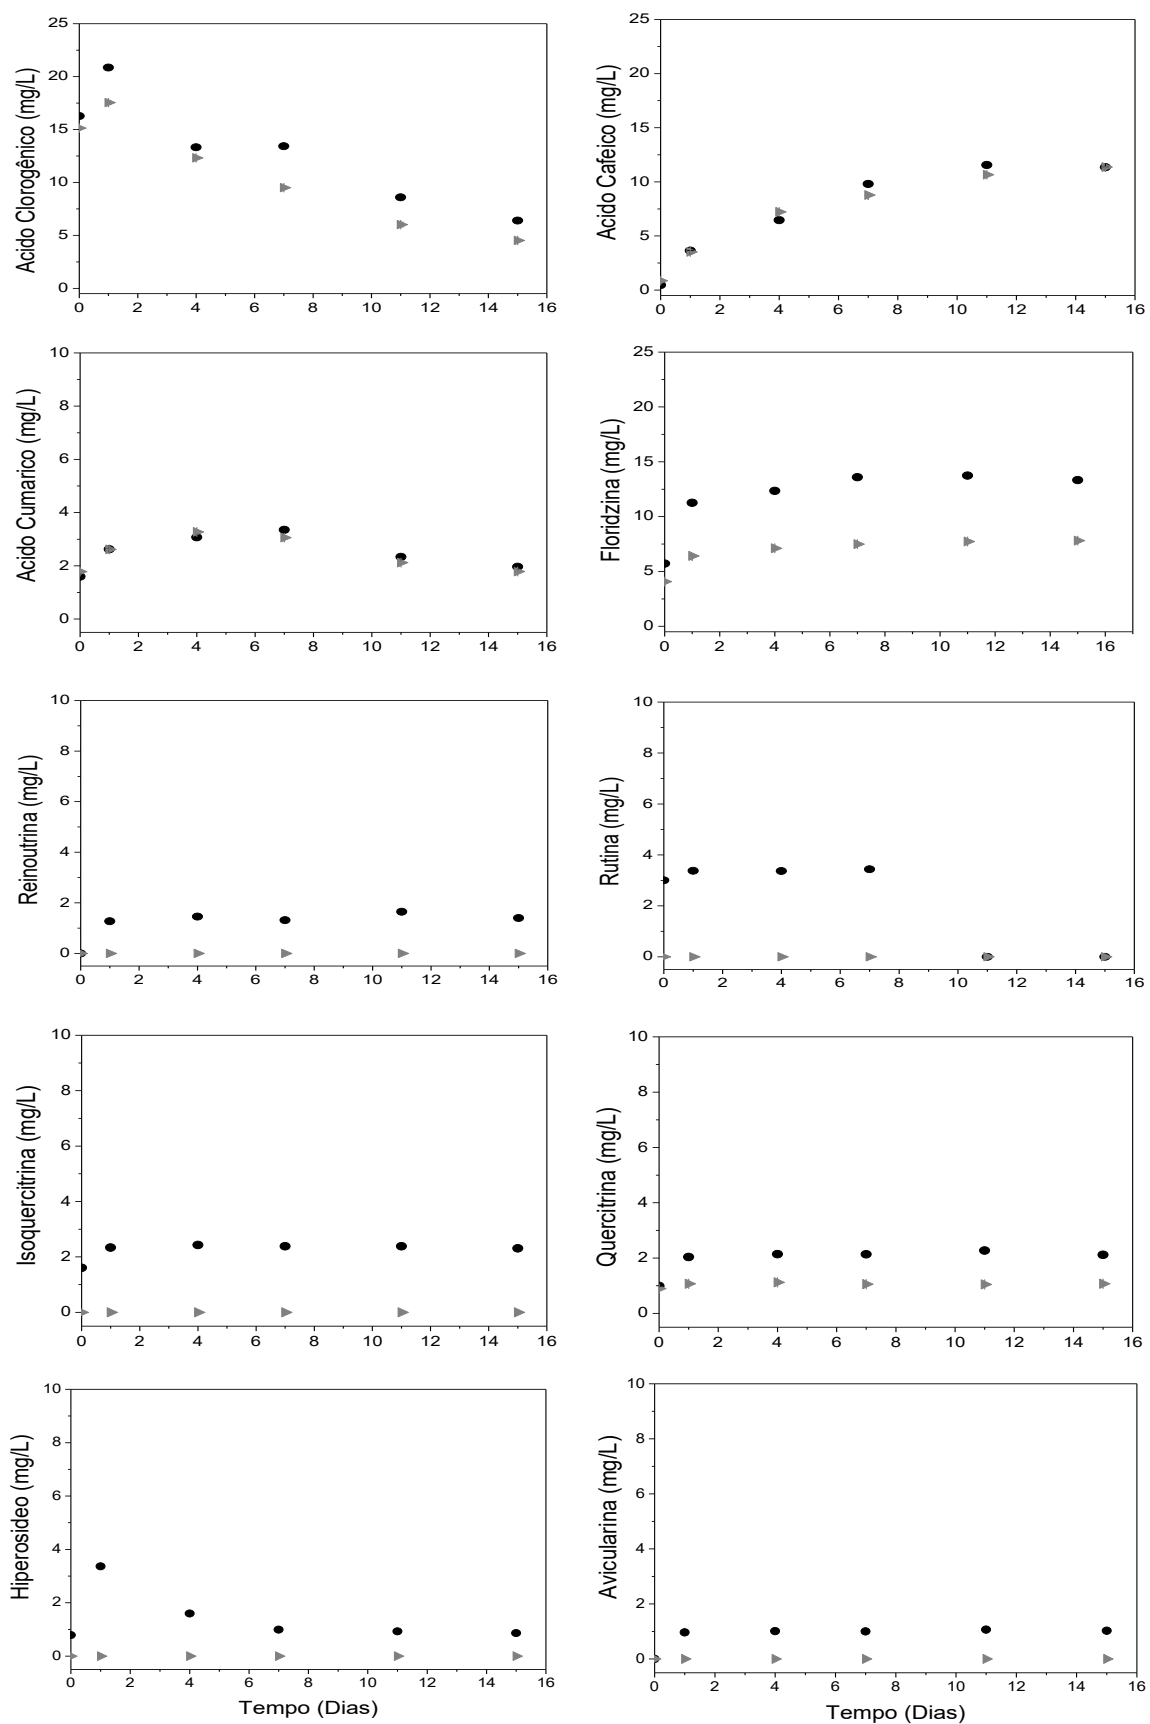 25
20
15
10
5
0
Acido Clorogênico (mg/L)
0 2 4 6 8 10 12 14 16
25
20
15
10
5
0
Acido Cafeico (mg/L)
0 2 4 6 8 10 12 14 16
10
8
6
4
2
0
Acido Cumarico (mg/L)
0 2 4 6 8 10 12 14 16
25
20
15
10
5
0
Floridzina (mg/L)
0 2 4 6 8 10 12 14 16
10
8
6
4
2
0
Reinoutrina (mg/L)
0 2 4 6 8 10 12 14 16
10
8
6
4
2
0
Rutina (mg/L)
0 2 4 6 8 10 12 14 16
10
8
6
4
2
0
Isoquercitrina (mg/L)
0 2 4 6 8 10 12 14 16
10
8
6
4
2
0
Quercitrina (mg/L)
0 2 4 6 8 10 12 14 16
10
8
6
4
2
0
Hiperosideo (mg/L)
0 2 4 6 8 10 12 14 16
Tempo (Dias)
10
8
6
4
2
0
Avicularina (mg/L)
0 2 4 6 8 10 12 14 16
Tempo (Dias)